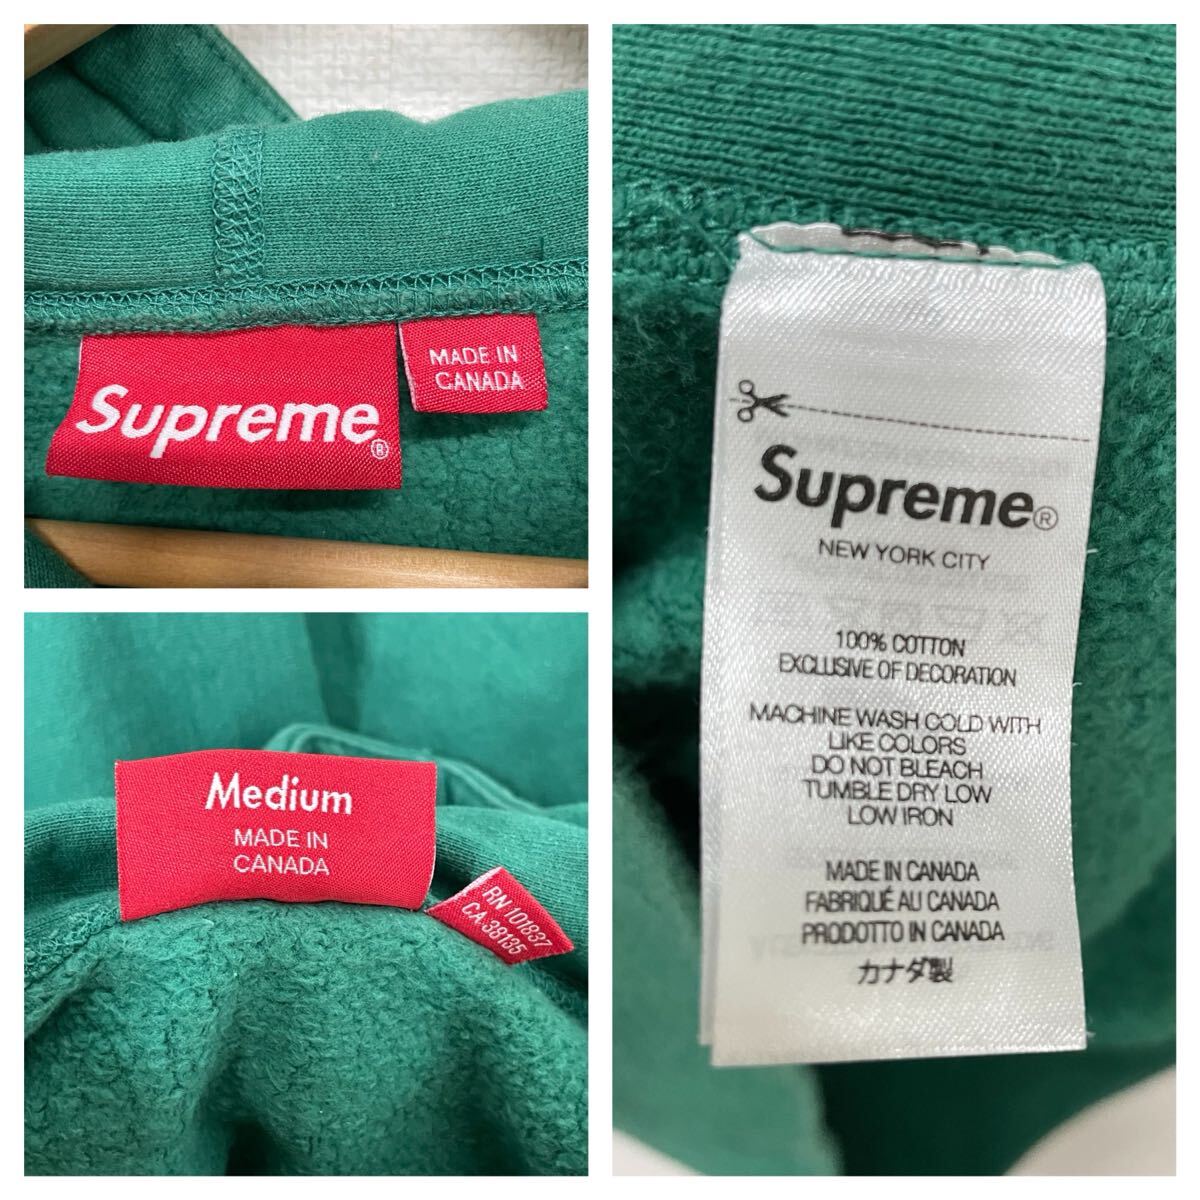 Supreme®
MADE IN
CANADA
Medium
MADE IN
CANADA
RN 101837
CA 38135
Supreme®
NEW YORK CITY
100% COTTON
EXCLUSIVE OF DECORATION
MACHINE WASH COLD WITH
LIKE COLORS
DO NOT BLEACH
TUMBLE DRY LOW
LOW IRON
MADE IN CANADA
FABRIQUÉ AU CANADA
PRODOTTO IN CANADA
カナダ製